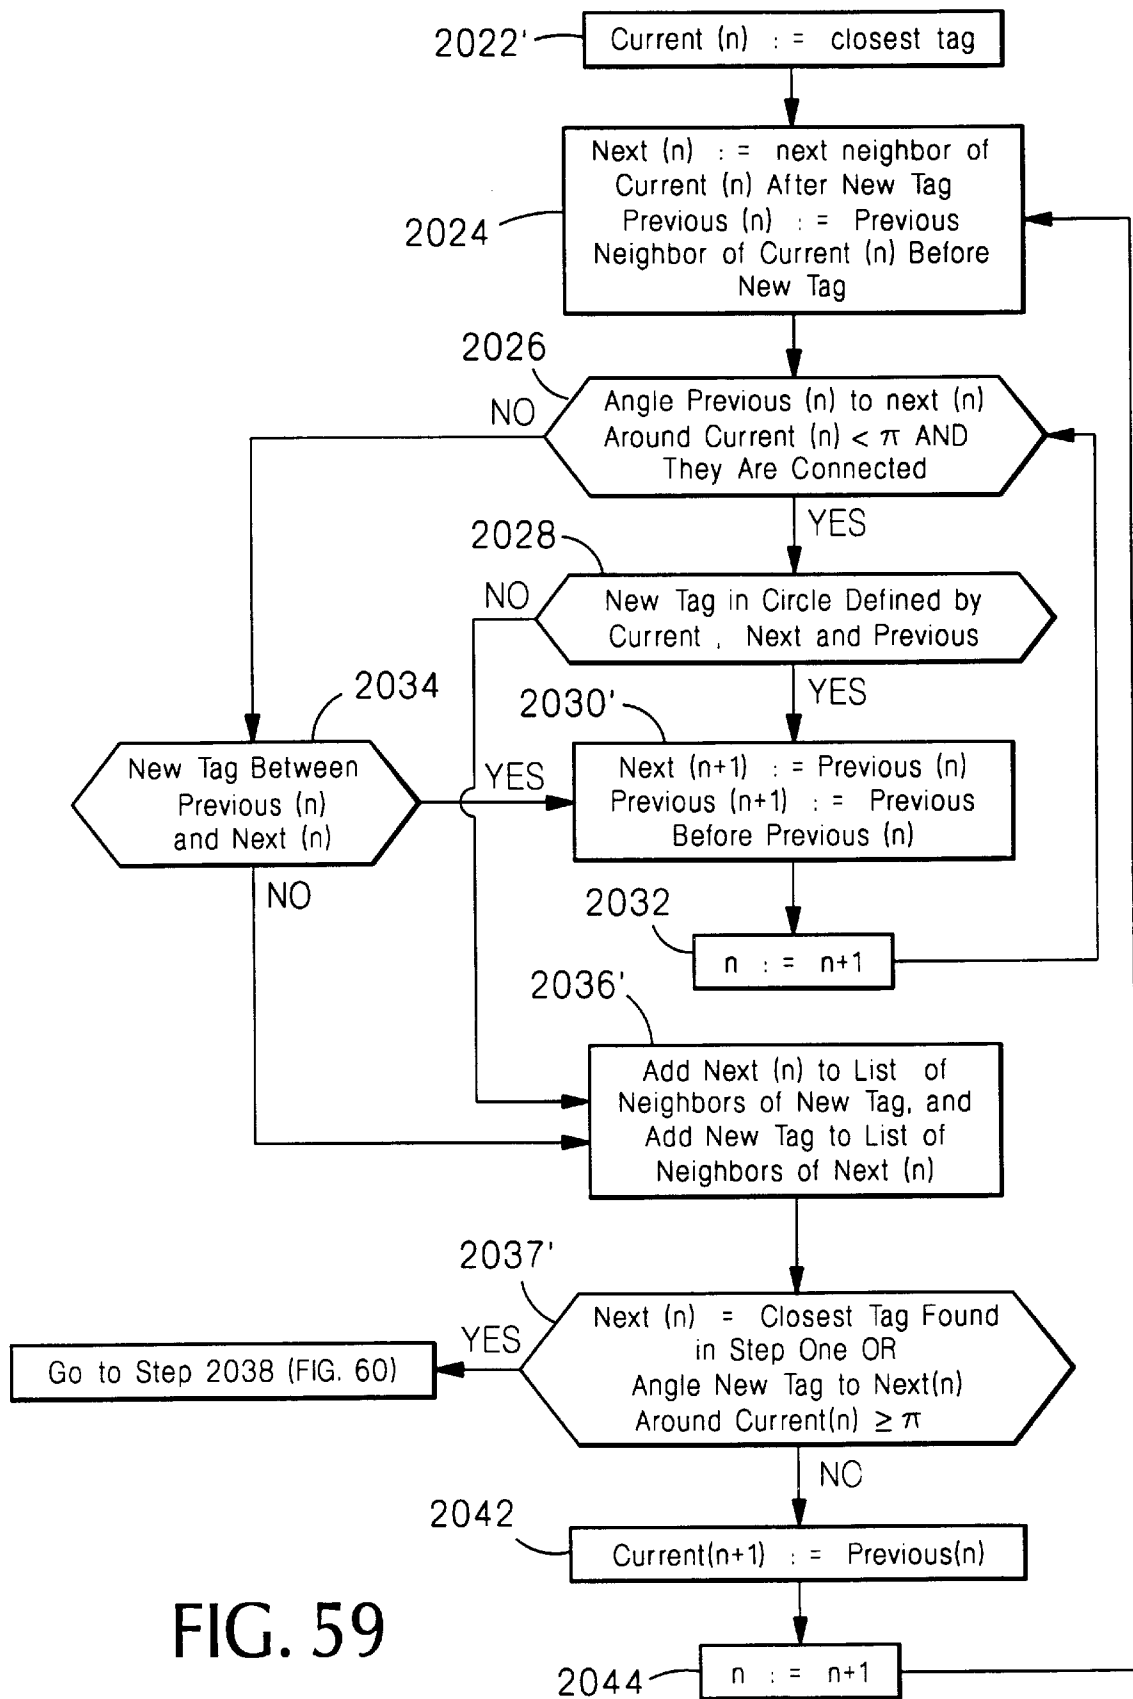 2022'
Current (n) := closest tag
2024
Next (n) := next neighbor of
Current (n) After New Tag
Previous (n) := Previous
Neighbor of Current (n) Before
New Tag
2026
NO
Angle Previous (n) to next (n)
Around Current (n) < π AND
They Are Connected
YES
2028
NO
New Tag in Circle Defined by
Current, Next and Previous
YES
2034
New Tag Between
Previous (n)
and Next (n)
YES
NO
2030'
Next (n+1) := Previous (n)
Previous (n+1) := Previous
Before Previous (n)
2032
n := n+1
2036'
Add Next (n) to List of
Neighbors of New Tag, and
Add New Tag to List of
Neighbors of Next (n)
2037'
YES
Next (n) = Closest Tag Found
in Step One OR
Angle New Tag to Next(n)
Around Current(n) ≥ π
Go to Step 2038 (FIG. 60)
NO
2042
Current(n+1) := Previous(n)
2044
n := n+1
FIG. 59